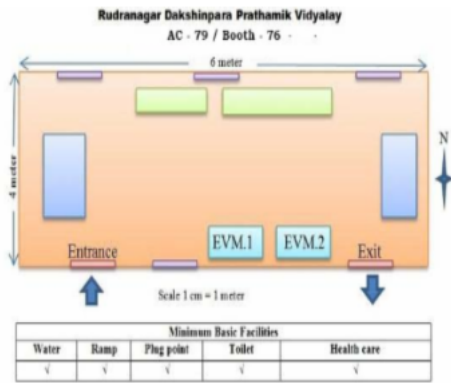 Rudranagar Dakshinpara Prathamik Vidyalay
AC - 79 / Booth - 76
6 meter
4 meter
N
EVM.1
EVM.2
Entrance
Exit
Scale 1 cm = 1 meter
Minimum Basic Facilities
Water Ramp Plug point Toilet Health care
√ √ √ √ √